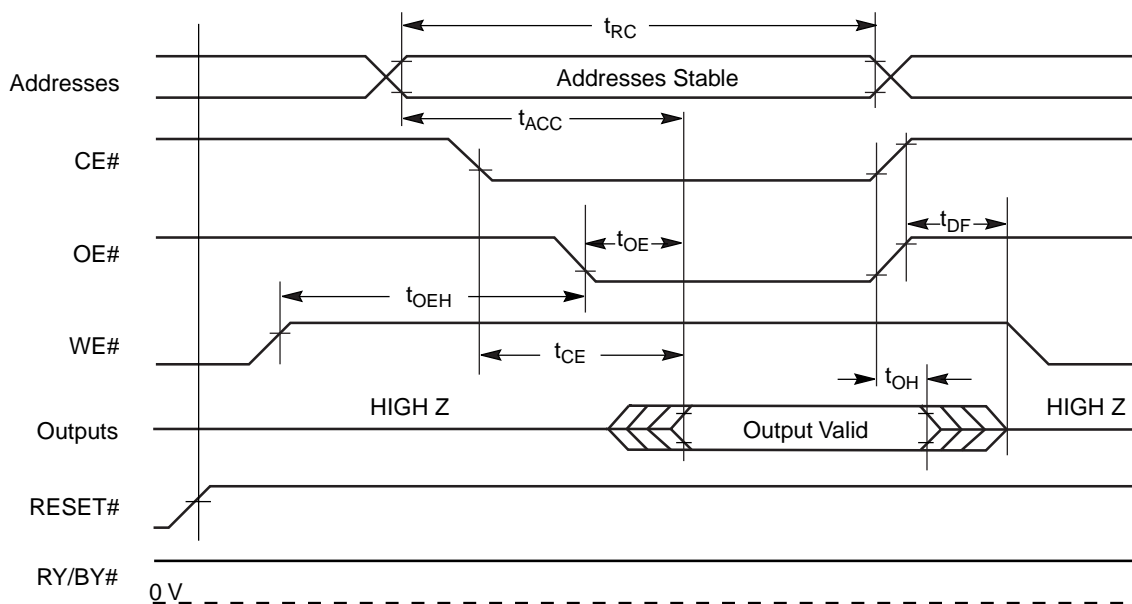 tRC
Addresses
Addresses Stable
tACC
CE#
tDF
OE#
tOE
tOEH
WE#
tCE
tOH
HIGH Z
HIGH Z
Outputs
Output Valid
RESET#
RY/BY#
0 V